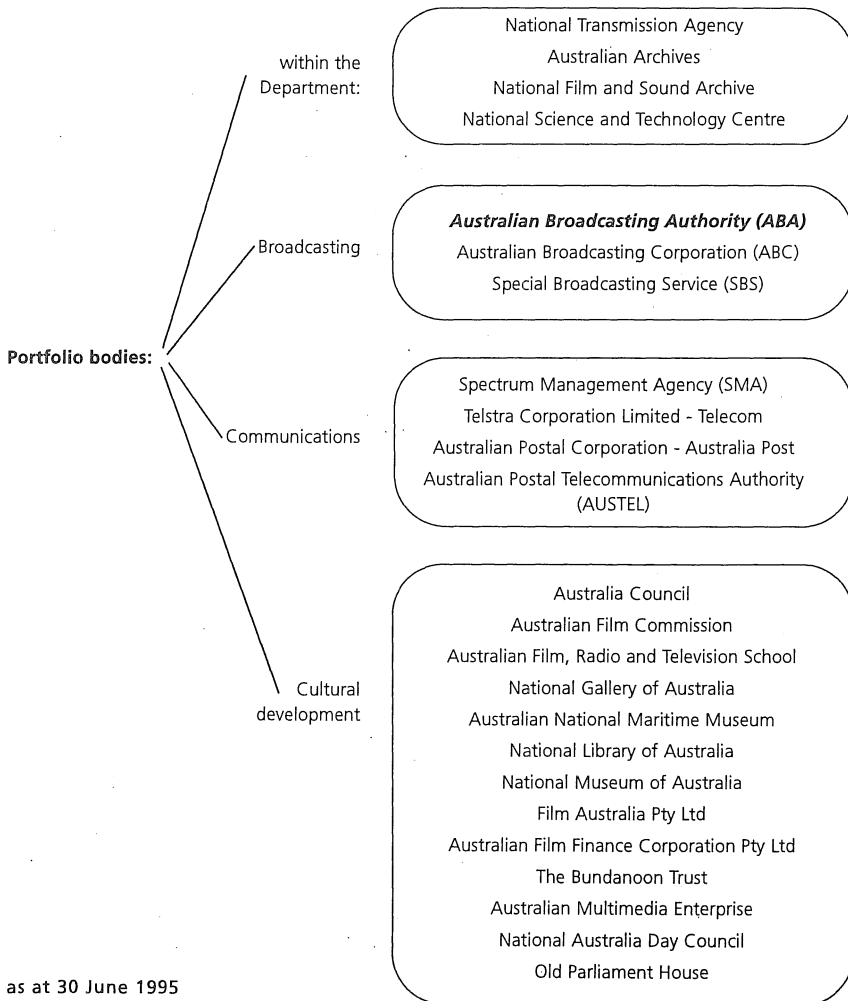 within the
Department:
National Transmission Agency
Australian Archives
National Film and Sound Archive
National Science and Technology Centre
Broadcasting
Australian Broadcasting Authority (ABA)
Australian Broadcasting Corporation (ABC)
Special Broadcasting Service (SBS)
Portfolio bodies:
Communications
Spectrum Management Agency (SMA)
Telstra Corporation Limited - Telecom
Australian Postal Corporation - Australia Post
Australian Postal Telecommunications Authority
(AUSTEL)
Cultural
development
Australia Council
Australian Film Commission
Australian Film, Radio and Television School
National Gallery of Australia
Australian National Maritime Museum
National Library of Australia
National Museum of Australia
Film Australia Pty Ltd
Australian Film Finance Corporation Pty Ltd
The Bundanoon Trust
Australian Multimedia Enterprise
National Australia Day Council
Old Parliament House
as at 30 June 1995